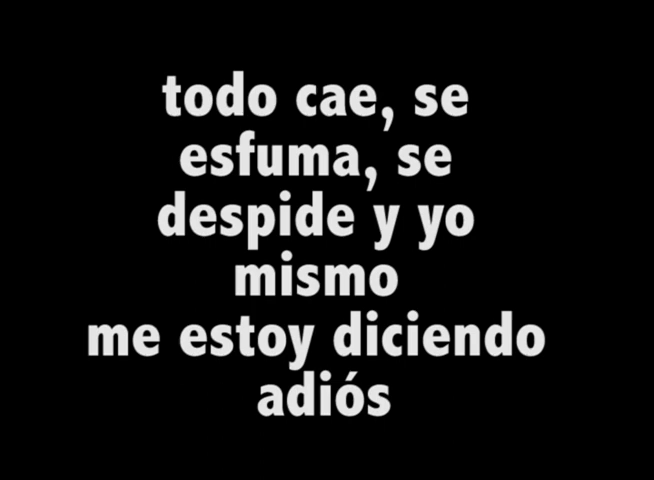 todo cae, se
esfuma, se
despide y yo
mismo
me estoy diciendo
adiós